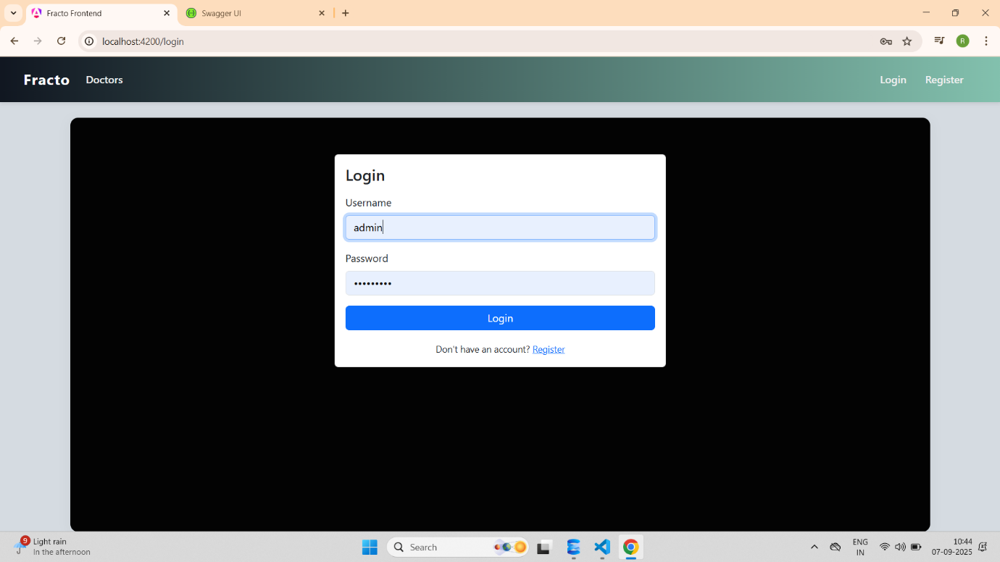 Fracto Frontend
Swagger UI
localhost:4200/login
R
Fracto
Doctors
Login
Register
Login
Username
admin
Password
•••••••••
Login
Don't have an account? Register
9
Light rain
In the afternoon
Search
ENG
IN
10:44
07-09-2025